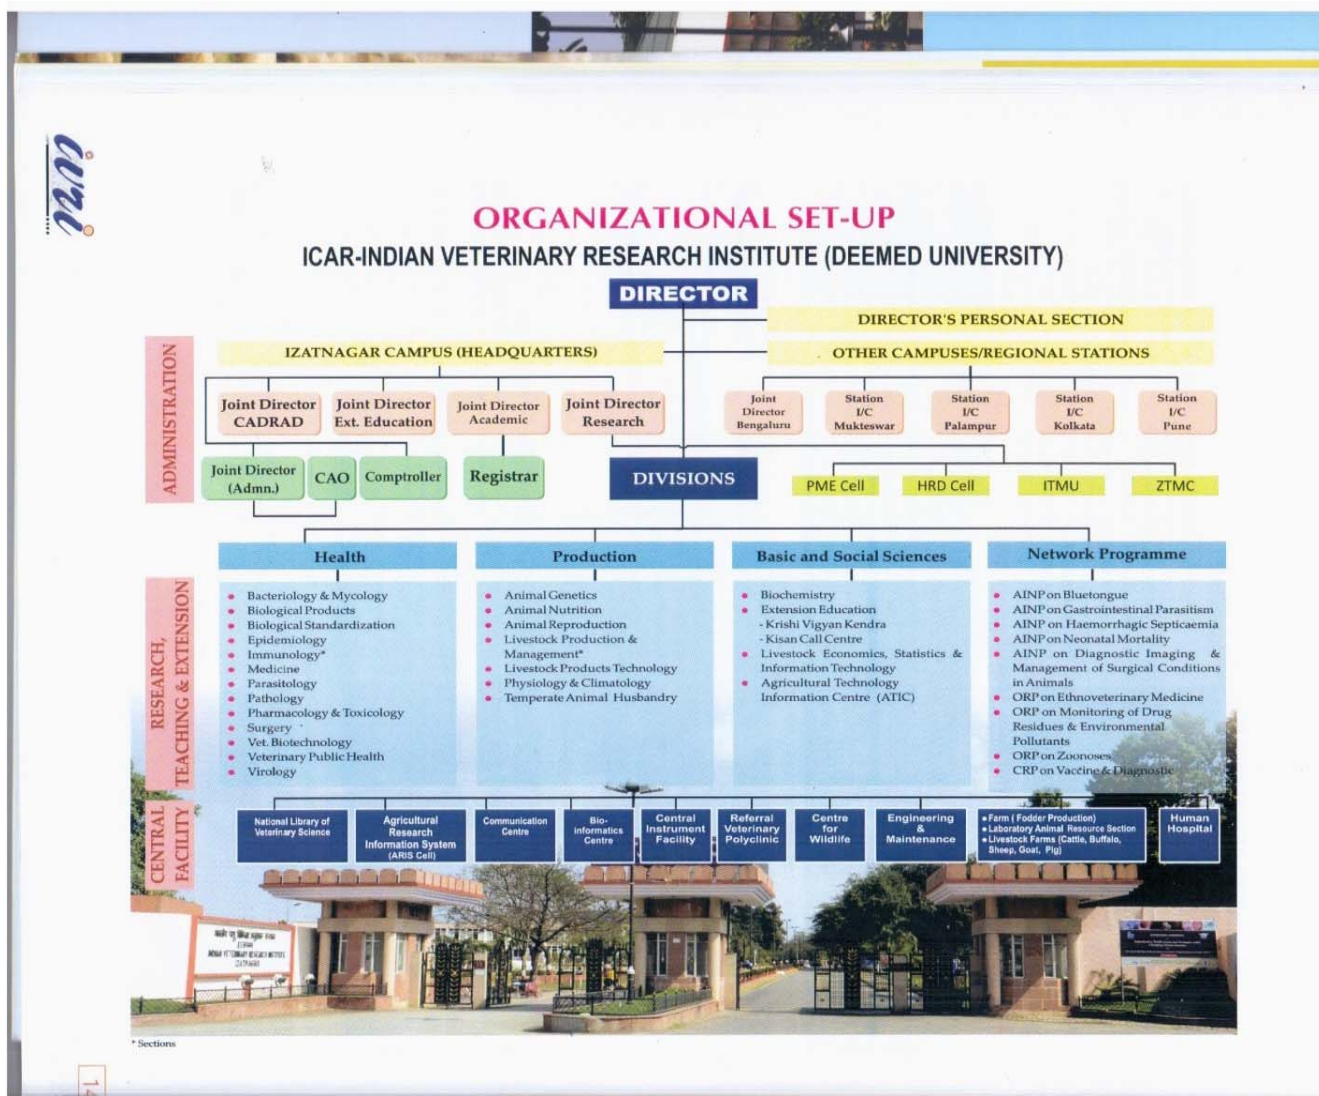 ivri
ORGANIZATIONAL SET-UP
ICAR-INDIAN VETERINARY RESEARCH INSTITUTE (DEEMED UNIVERSITY)
DIRECTOR
DIRECTOR'S PERSONAL SECTION
IZATNAGAR CAMPUS (HEADQUARTERS)
OTHER CAMPUSES/REGIONAL STATIONS
ADMINISTRATION
Joint Director
CADRAD
Joint Director
Ext. Education
Joint Director
Academic
Joint Director
Research
Joint
Director
Bengaluru
Station
I/C
Mukteswar
Station
I/C
Palampur
Station
I/C
Kolkata
Station
I/C
Pune
Joint Director
(Admn.)
CAO
Comptroller
Registrar
DIVISIONS
PME Cell
HRD Cell
ITMU
ZTMC
RESEARCH,
TEACHING & EXTENSION
Health
• Bacteriology & Mycology
• Biological Products
• Biological Standardization
• Epidemiology
• Immunology*
• Medicine
• Parasitology
• Pathology
• Pharmacology & Toxicology
• Surgery
• Vet. Biotechnology
• Veterinary Public Health
• Virology
Production
• Animal Genetics
• Animal Nutrition
• Animal Reproduction
• Livestock Production &
Management*
• Livestock Products Technology
• Physiology & Climatology
• Temperate Animal Husbandry
Basic and Social Sciences
• Biochemistry
• Extension Education
- Krishi Vigyan Kendra
- Kisan Call Centre
• Livestock Economics, Statistics &
Information Technology
• Agricultural Technology
Information Centre (ATIC)
Network Programme
• AINP on Bluetongue
• AINP on Gastrointestinal Parasitism
• AINP on Haemorrhagic Septicaemia
• AINP on Neonatal Mortality
• AINP on Diagnostic Imaging &
Management of Surgical Conditions
in Animals
• ORP on Ethnoveterinary Medicine
• ORP on Monitoring of Drug
Residues & Environmental
Pollutants
• ORP on Zoonoses
• CRP on Vaccine & Diagnostic
CENTRAL
FACILITY
National Library of
Veterinary Science
Agricultural
Research
Information System
(ARIS Cell)
Communication
Centre
Bio-
informatics
Centre
Central
Instrument
Facility
Referral
Veterinary
Polyclinic
Centre
for
Wildlife
Engineering
&
Maintenance
• Farm ( Fodder Production)
• Laboratory Animal Resource Section
• Livestock Farms (Cattle, Buffalo,
Sheep, Goat, Pig)
Human
Hospital
INDIAN VETERINARY RESEARCH INSTITUTE
IZATNAGAR
* Sections
14